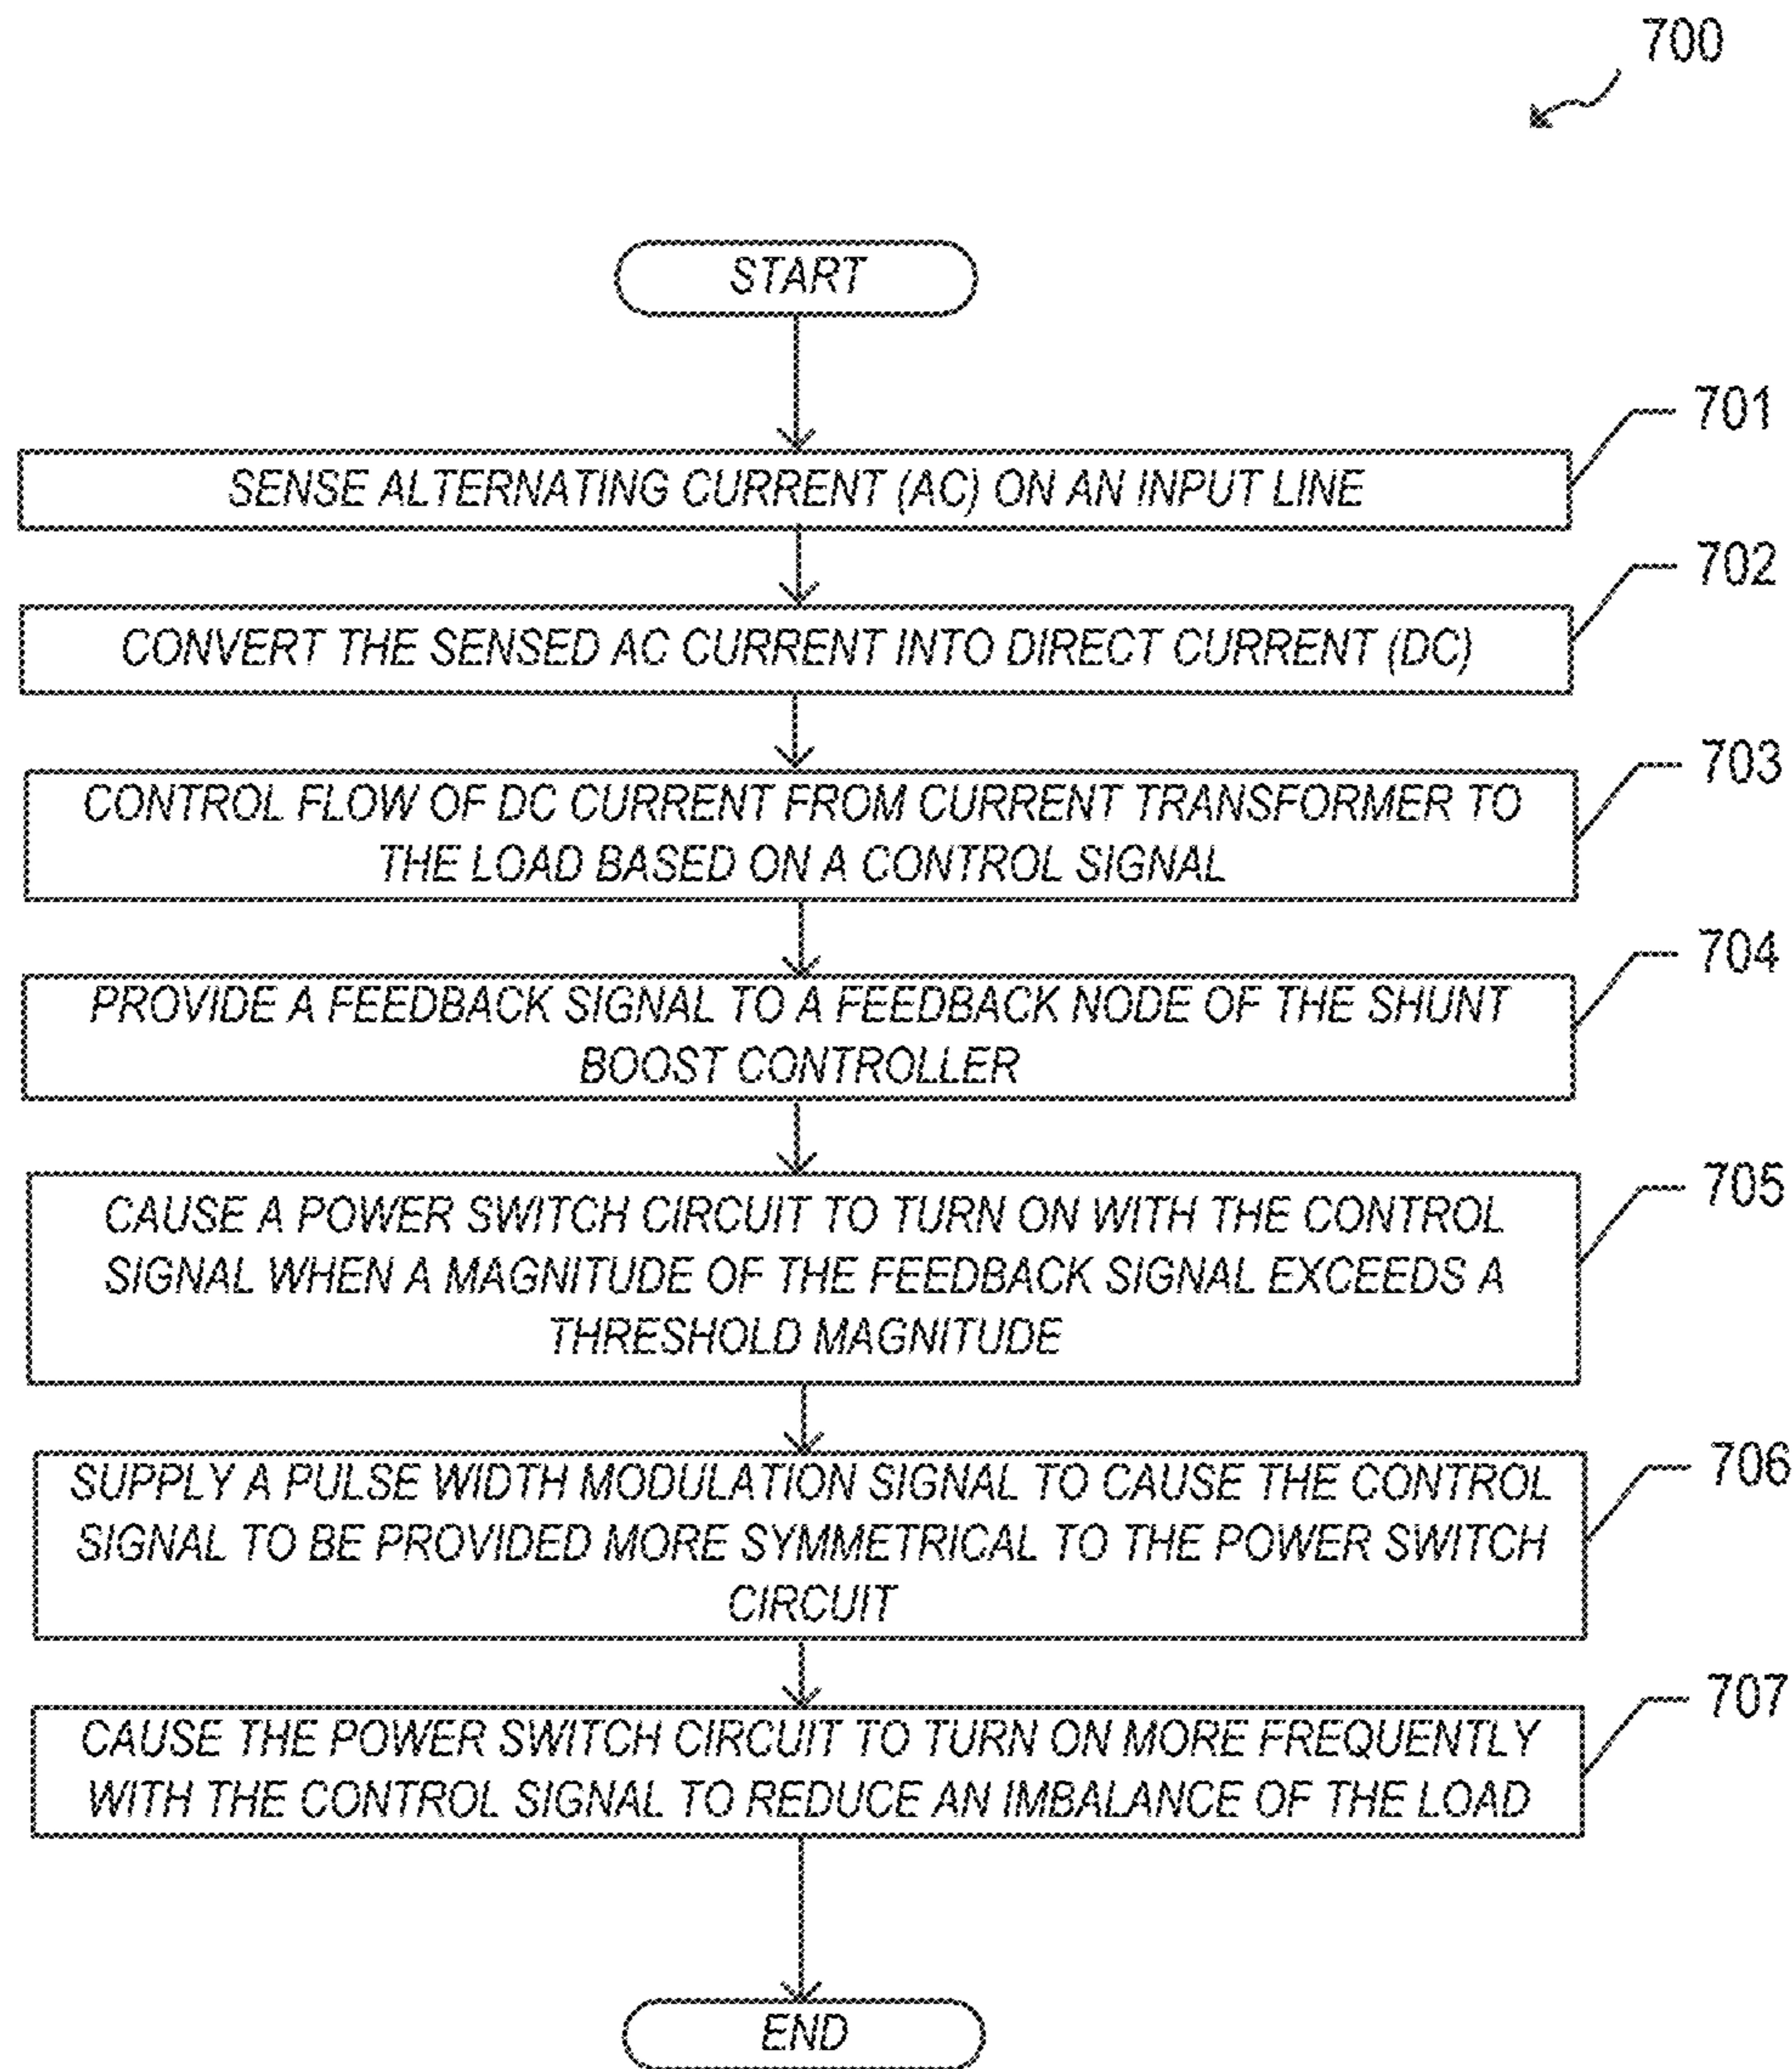 700
START
701
SENSE ALTERNATING CURRENT (AC) ON AN INPUT LINE
702
CONVERT THE SENSED AC CURRENT INTO DIRECT CURRENT (DC)
703
CONTROL FLOW OF DC CURRENT FROM CURRENT TRANSFORMER TO
THE LOAD BASED ON A CONTROL SIGNAL
704
PROVIDE A FEEDBACK SIGNAL TO A FEEDBACK NODE OF THE SHUNT
BOOST CONTROLLER
705
CAUSE A POWER SWITCH CIRCUIT TO TURN ON WITH THE CONTROL
SIGNAL WHEN A MAGNITUDE OF THE FEEDBACK SIGNAL EXCEEDS A
THRESHOLD MAGNITUDE
706
SUPPLY A PULSE WIDTH MODULATION SIGNAL TO CAUSE THE CONTROL
SIGNAL TO BE PROVIDED MORE SYMMETRICAL TO THE POWER SWITCH
CIRCUIT
707
CAUSE THE POWER SWITCH CIRCUIT TO TURN ON MORE FREQUENTLY
WITH THE CONTROL SIGNAL TO REDUCE AN IMBALANCE OF THE LOAD
END